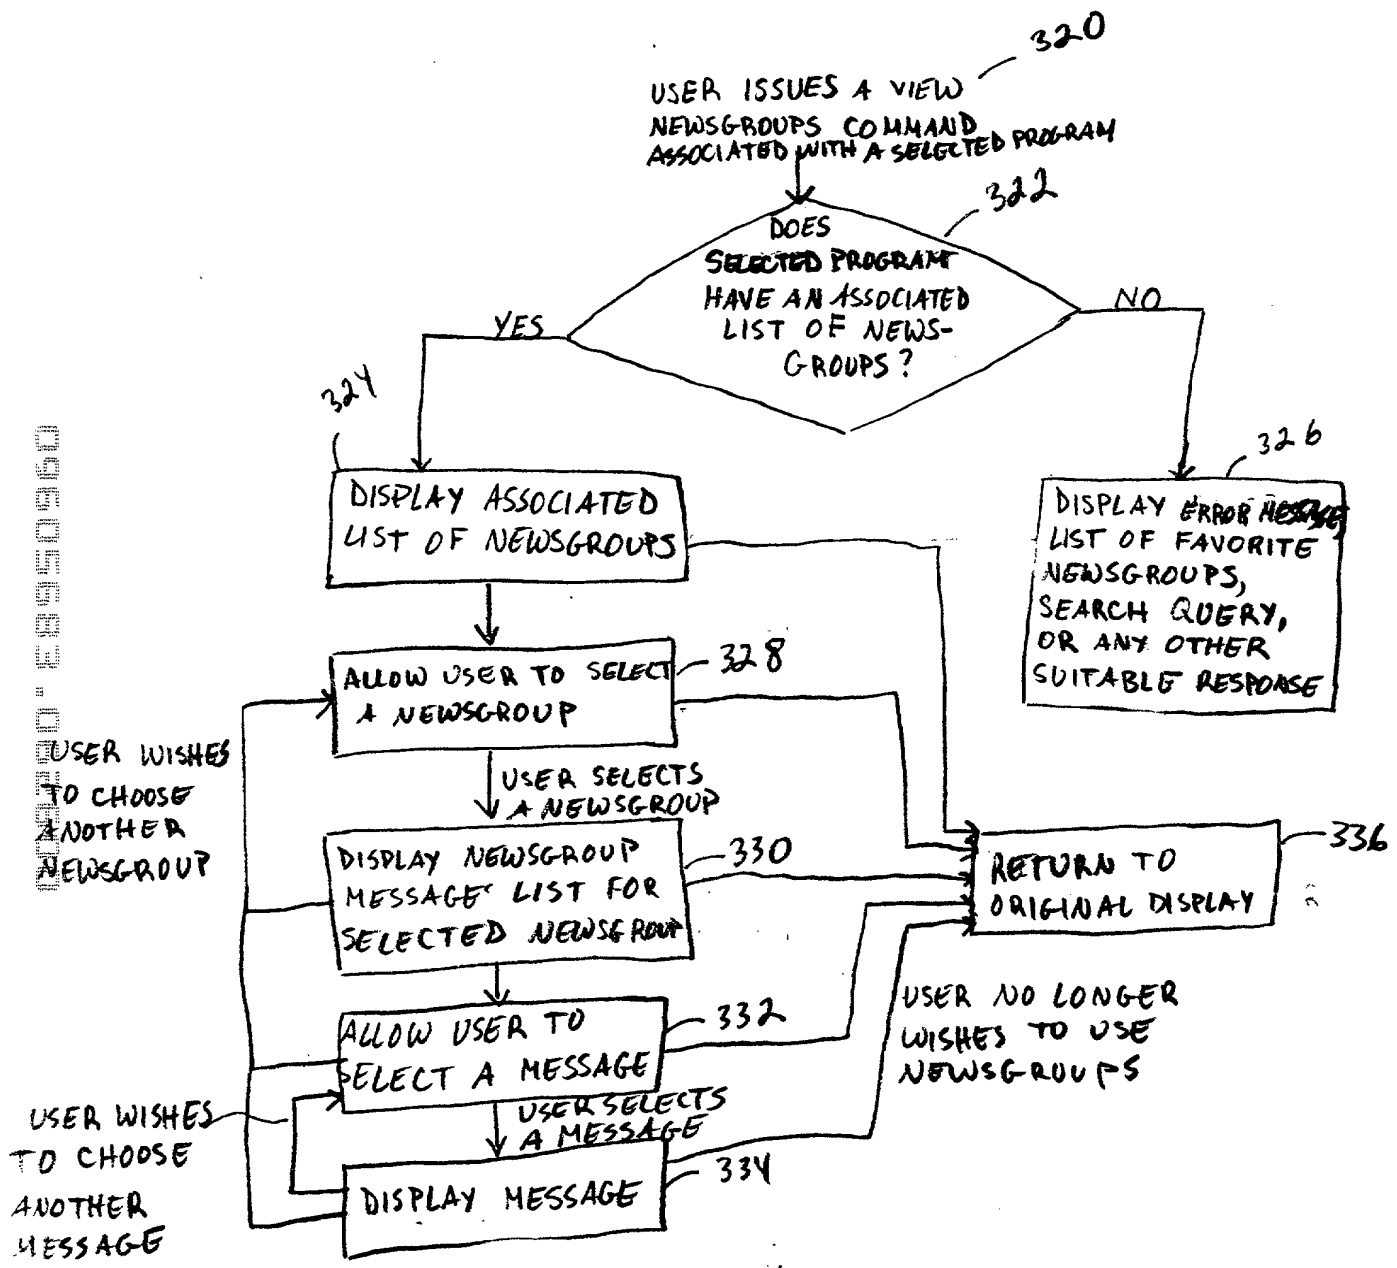 320
USER ISSUES A VIEW
NEWSGROUPS COMMAND
ASSOCIATED WITH A SELECTED PROGRAM
322
DOES
SELECTED PROGRAM
HAVE AN ASSOCIATED
LIST OF NEWS-
GROUPS?
YES
NO
324
DISPLAY ASSOCIATED
LIST OF NEWSGROUPS
326
DISPLAY ERROR MESSAGE,
LIST OF FAVORITE
NEWSGROUPS,
SEARCH QUERY,
OR ANY OTHER
SUITABLE RESPONSE
ALLOW USER TO SELECT
A NEWSGROUP
328
USER WISHES
TO CHOOSE
ANOTHER
NEWSGROUP
USER SELECTS
A NEWSGROUP
DISPLAY NEWSGROUP
MESSAGE LIST FOR
SELECTED NEWSGROUP
330
RETURN TO
ORIGINAL DISPLAY
336
ALLOW USER TO
SELECT A MESSAGE
332
USER NO LONGER
WISHES TO USE
NEWSGROUPS
USER WISHES
TO CHOOSE
ANOTHER
MESSAGE
USER SELECTS
A MESSAGE
DISPLAY MESSAGE
334